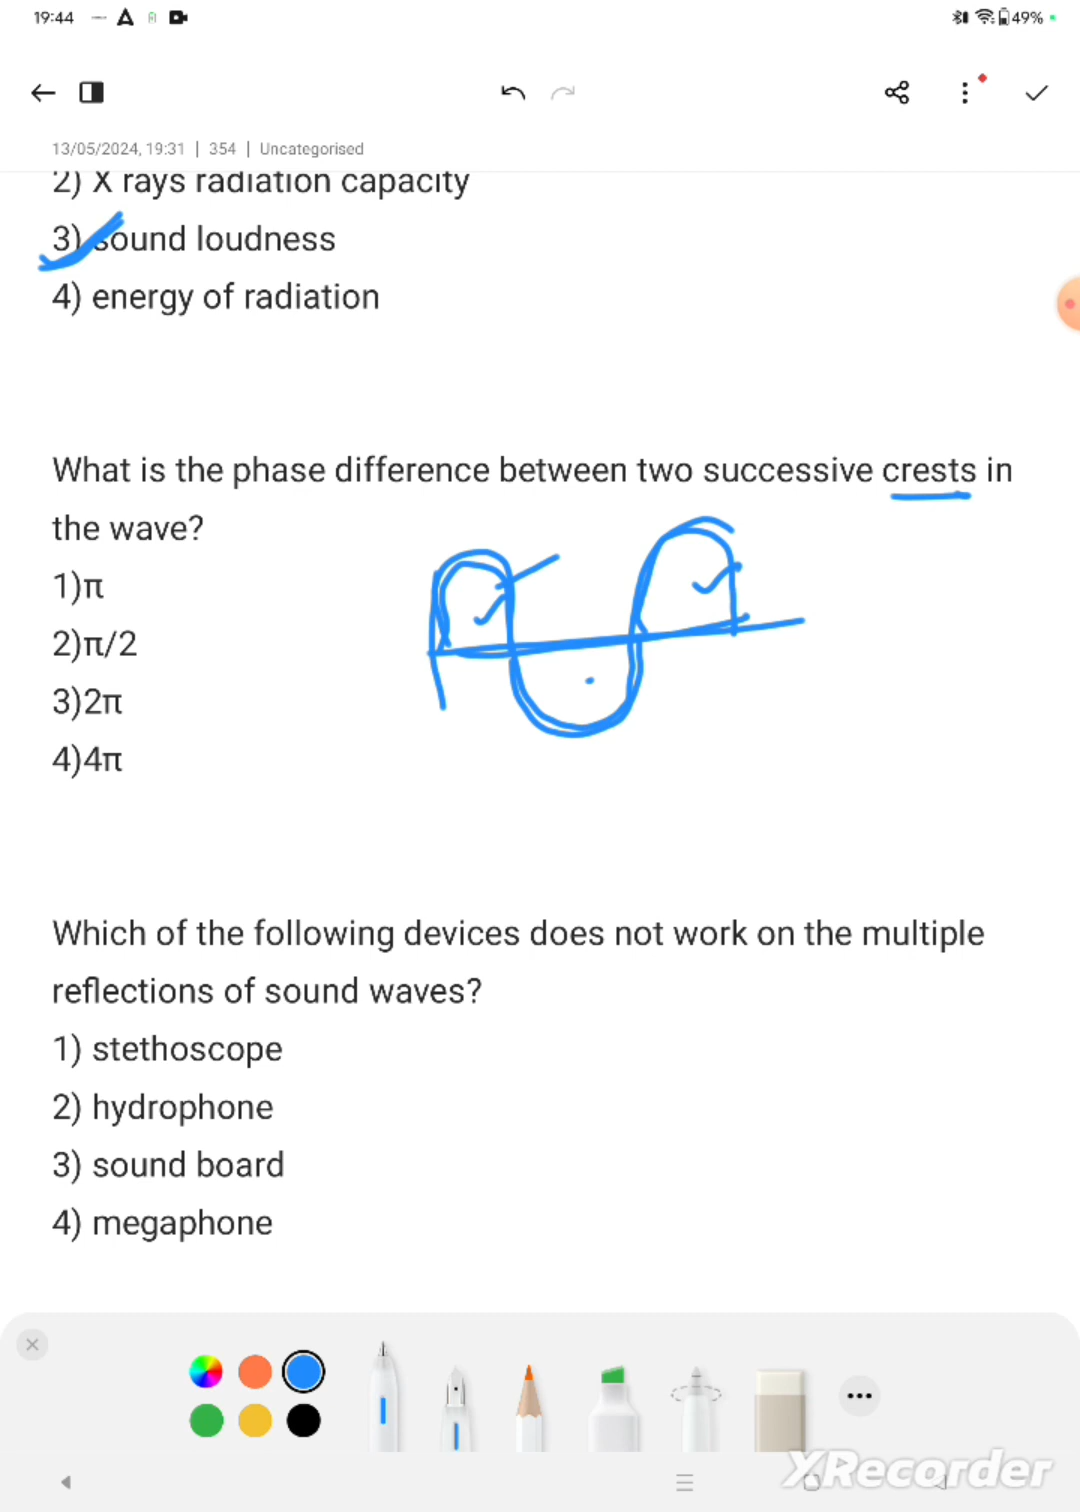 19:44
49%
13/05/2024, 19:31 | 354 | Uncategorised
2) X rays radiation capacity
3) sound loudness
4) energy of radiation
What is the phase difference between two successive crests in
the wave?
1)π
2)π/2
3)2π
4)4π
Which of the following devices does not work on the multiple
reflections of sound waves?
1) stethoscope
2) hydrophone
3) sound board
4) megaphone
XRecorder